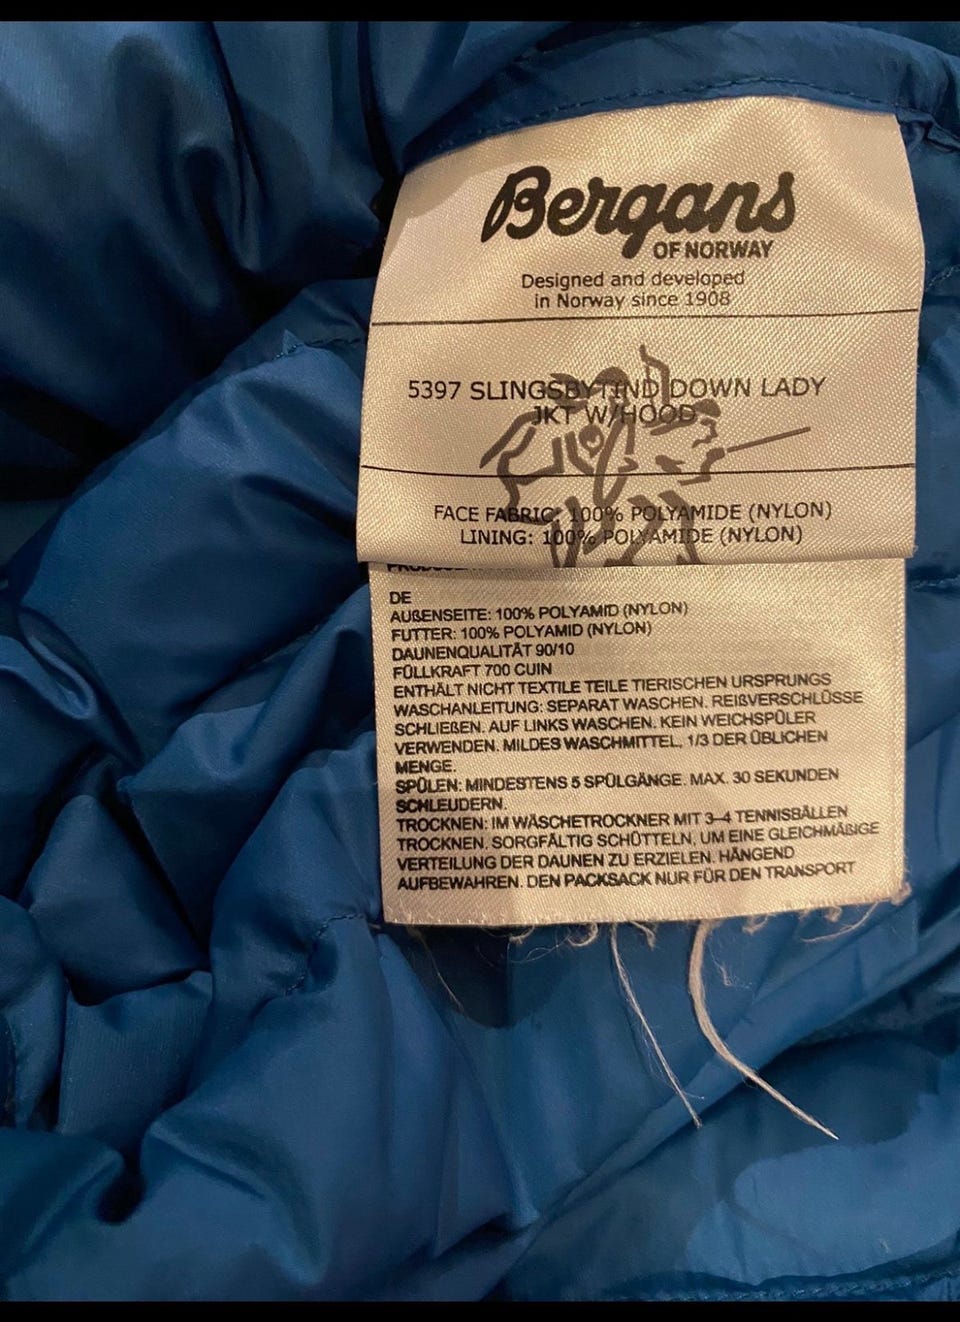 Bergans
OF NORWAY
Designed and developed
in Norway since 1908
5397 SLINGSBYTIND DOWN LADY
JKT W/HOOD
FACE FABRIC: 100% POLYAMIDE (NYLON)
LINING: 100% POLYAMIDE (NYLON)
DE
AUßENSEITE: 100% POLYAMID (NYLON)
FUTTER: 100% POLYAMID (NYLON)
DAUNENQUALITÄT 90/10
FÜLLKRAFT 700 CUIN
ENTHÄLT NICHT TEXTILE TEILE TIERISCHEN URSPRUNGS
WASCHANLEITUNG: SEPARAT WASCHEN. REIßVERSCHLÜSSE
SCHLIEßEN. AUF LINKS WASCHEN. KEIN WEICHSPÜLER
VERWENDEN. MILDES WASCHMITTEL, 1/3 DER ÜBLICHEN
MENGE.
SPÜLEN: MINDESTENS 5 SPÜLGÄNGE. MAX. 30 SEKUNDEN
SCHLEUDERN.
TROCKNEN: IM WÄSCHETROCKNER MIT 3–4 TENNISBÄLLEN
TROCKNEN. SORGFÄLTIG SCHÜTTELN, UM EINE GLEICHMÄßIGE
VERTEILUNG DER DAUNEN ZU ERZIELEN. HÄNGEND
AUFBEWAHREN. DEN PACKSACK NUR FÜR DEN TRANSPORT